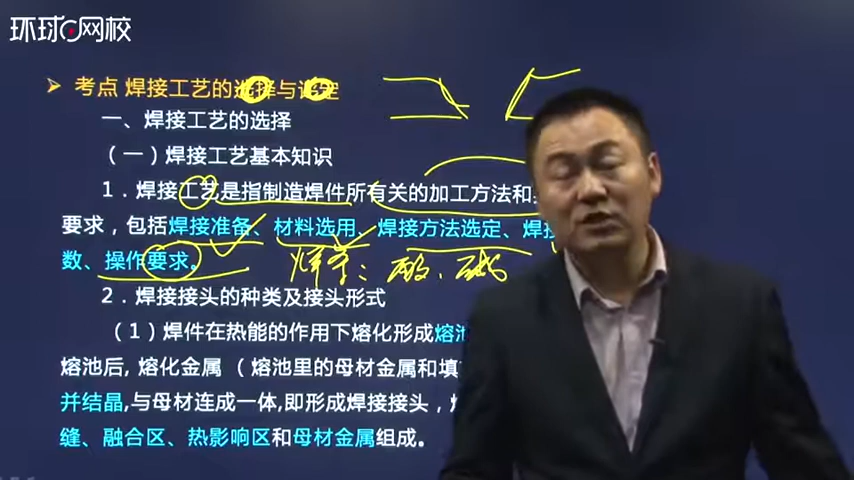 环球网校
考点 焊接工艺的选择与评定
一、焊接工艺的选择
（一）焊接工艺基本知识
1．焊接工艺是指制造焊件所有关的加工方法和
要求，包括焊接准备、材料选用、焊接方法选定、焊接
数、操作要求。
焊条：酸、碱
2．焊接接头的种类及接头形式
（1）焊件在热能的作用下熔化形成熔池
熔池后，熔化金属（熔池里的母材金属和填
并结晶,与母材连成一体,即形成焊接接头，
缝、融合区、热影响区和母材金属组成。